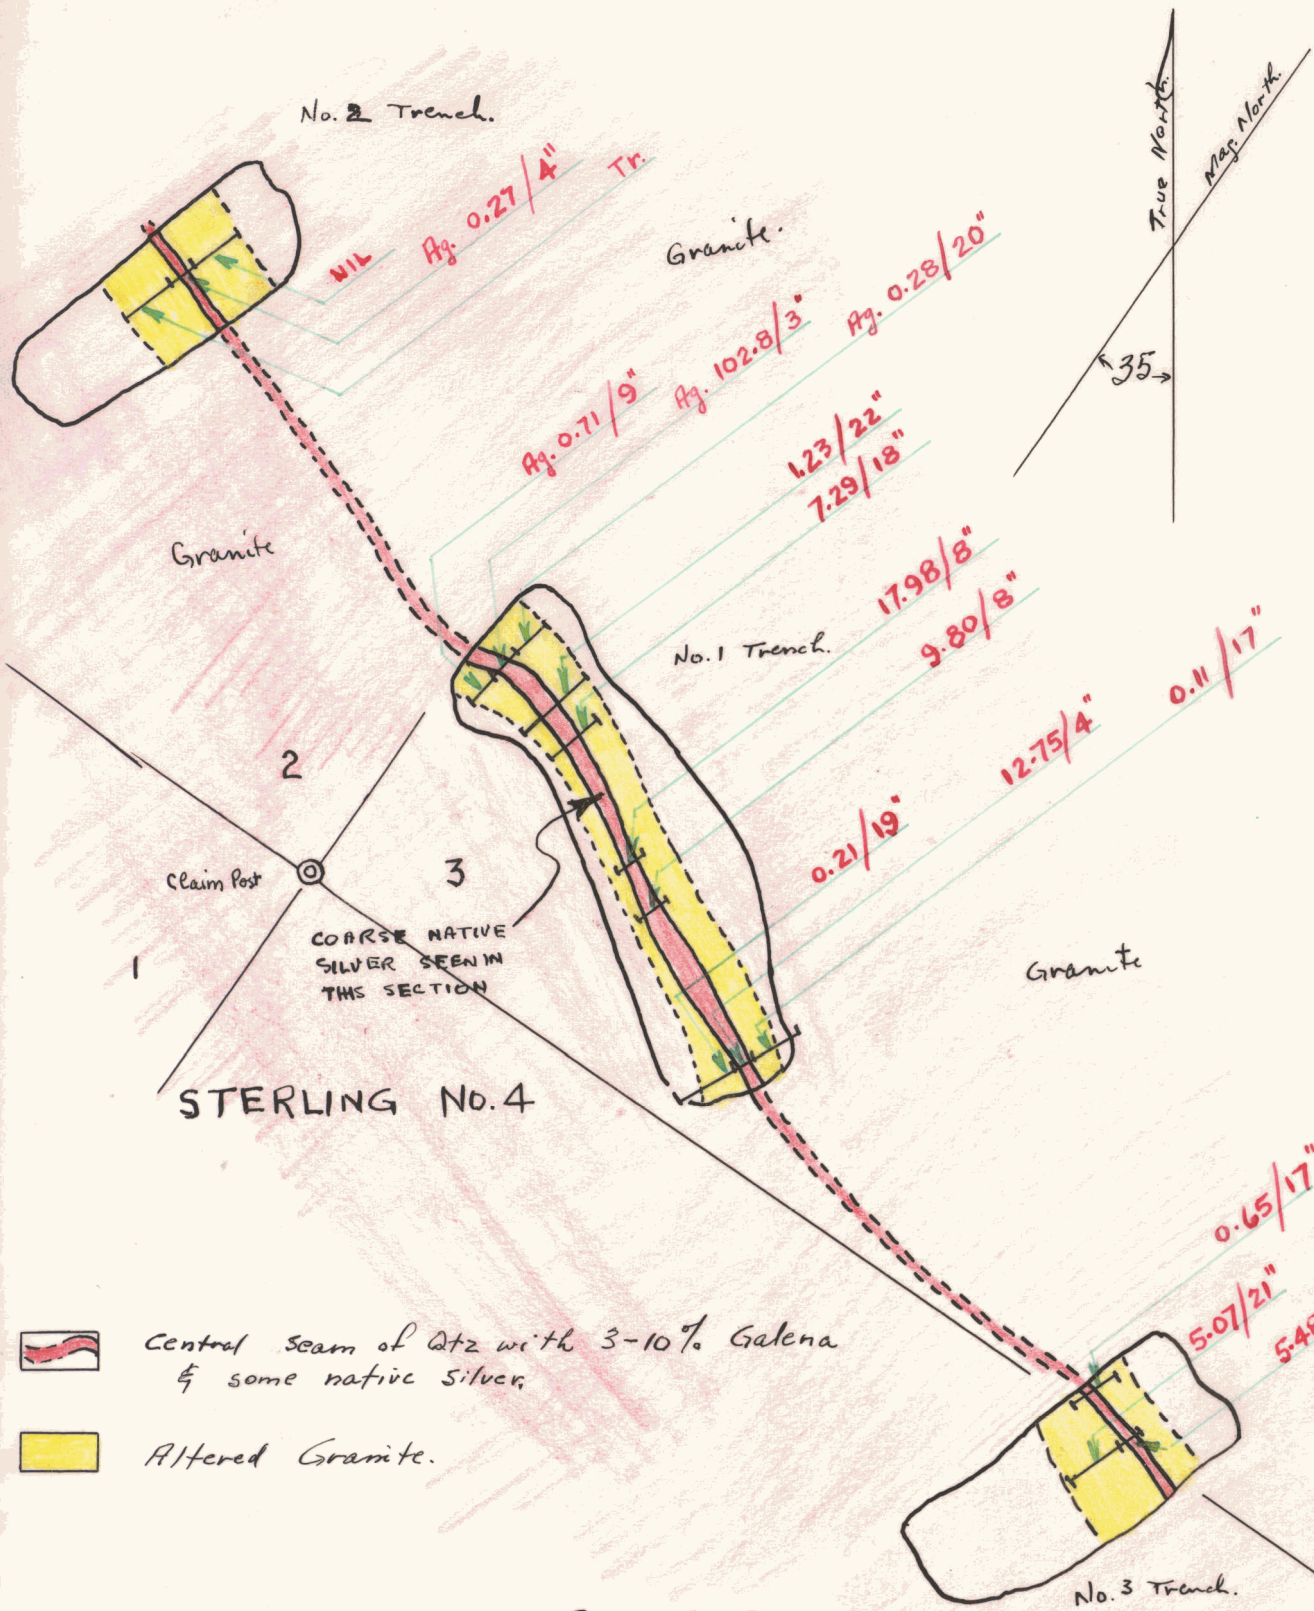 No. 2 Trench.
True North.
Mag. North.
35
NIL
Ag. 0.27/4"
Tr.
Granite.
Ag. 0.71/9"
Ag. 102.8/3"
Ag. 0.28/20"
1.23/22"
7.29/18"
Granite
17.98/8"
9.80/8"
No. 1 Trench.
0.11/17"
12.75/4"
0.21/19"
2
Claim Post
3
1
COARSE NATIVE
SILVER SEEN IN
THIS SECTION
Granite
STERLING No. 4
0.65/17"
5.07/21"
Central seam of Qtz with 3-10% Galena
& some native silver.
Altered Granite.
No. 3 Trench.